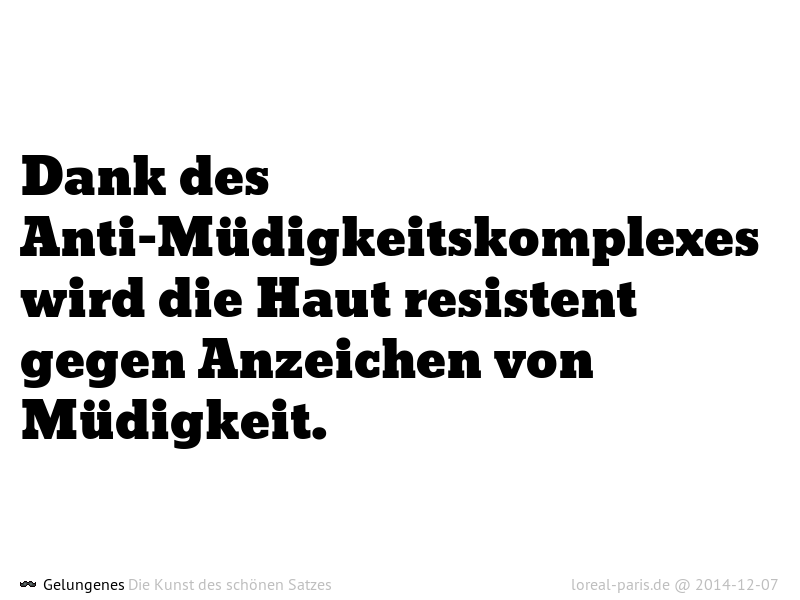 Dank des
Anti-Müdigkeitskomplexes
wird die Haut resistent
gegen Anzeichen von
Müdigkeit.
Gelungenes Die Kunst des schönen Satzes
loreal-paris.de @ 2014-12-07